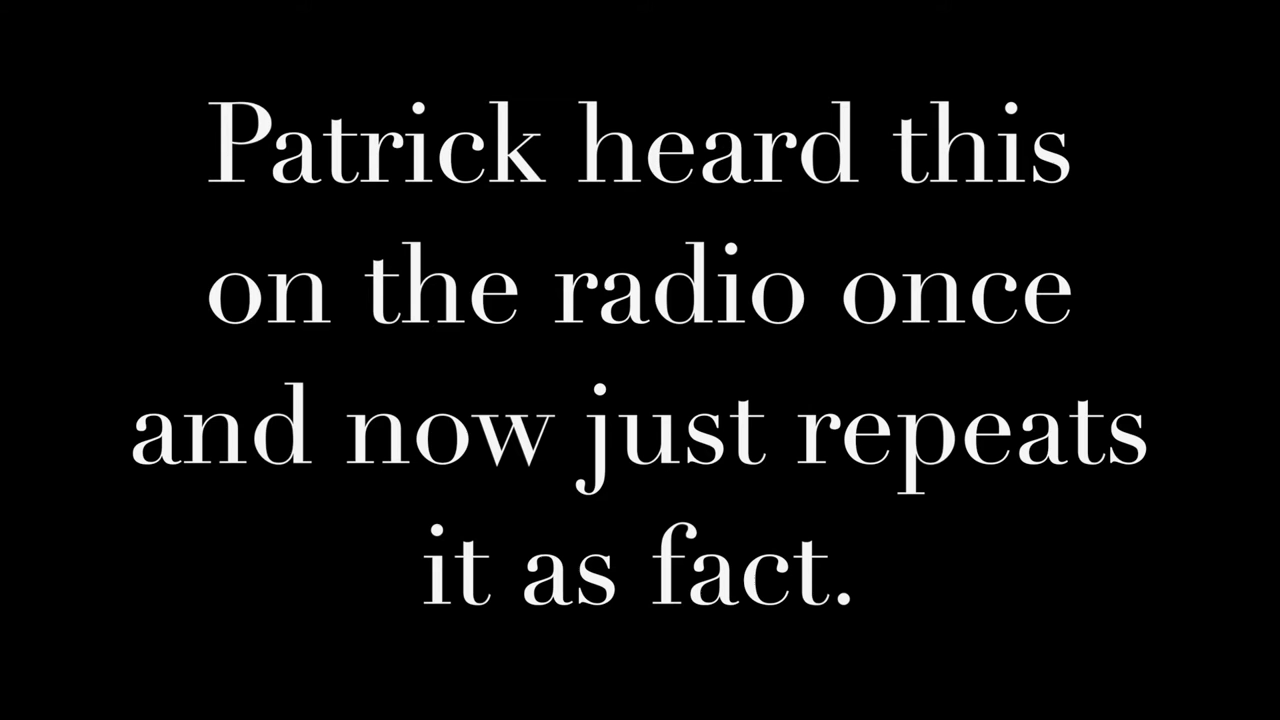 Patrick heard this
on the radio once
and now just repeats
it as fact.